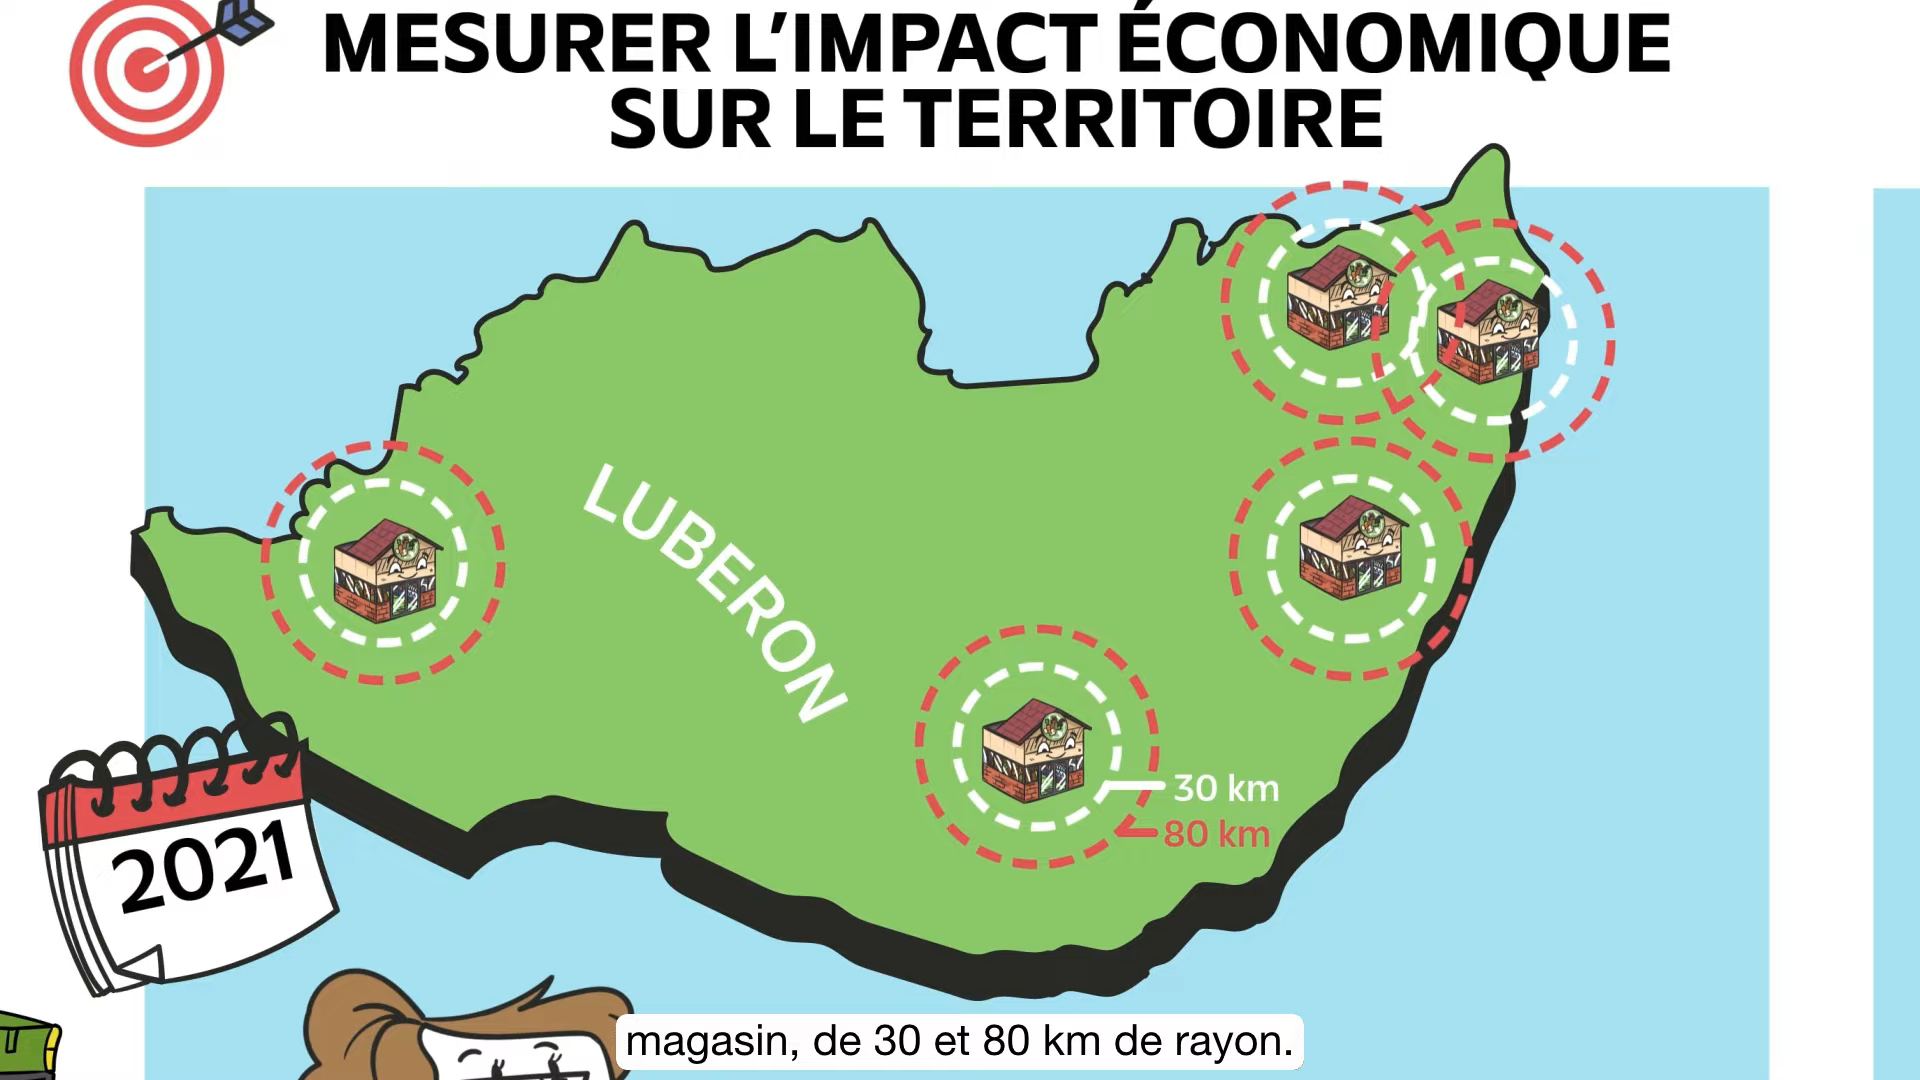 MESURER L'IMPACT ÉCONOMIQUE
SUR LE TERRITOIRE
LUBERON
30 km
80 km
2021
magasin, de 30 et 80 km de rayon.